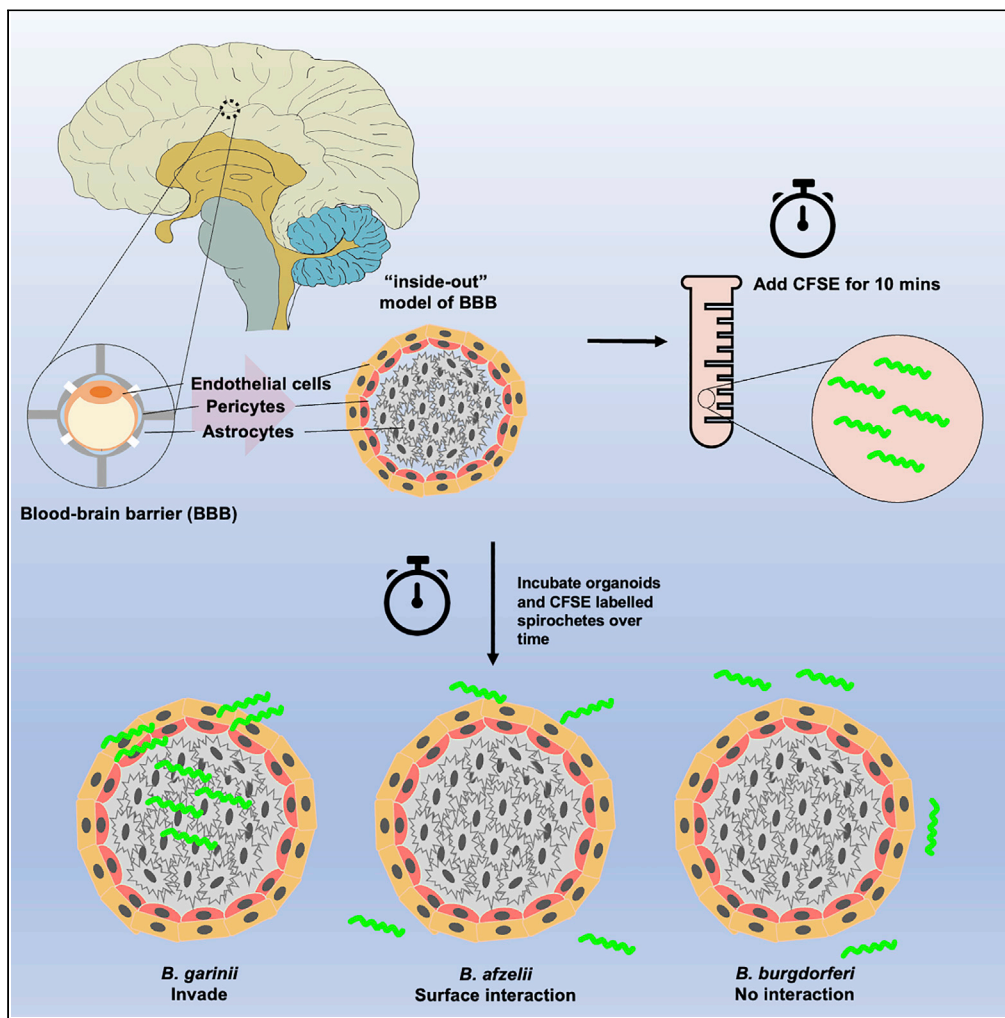 "inside-out"
model of BBB
Add CFSE for 10 mins
Endothelial cells
Pericytes
Astrocytes
Blood-brain barrier (BBB)
Incubate organoids
and CFSE labelled
spirochetes over
time
B. garinii
Invade
B. afzelii
Surface interaction
B. burgdorferi
No interaction